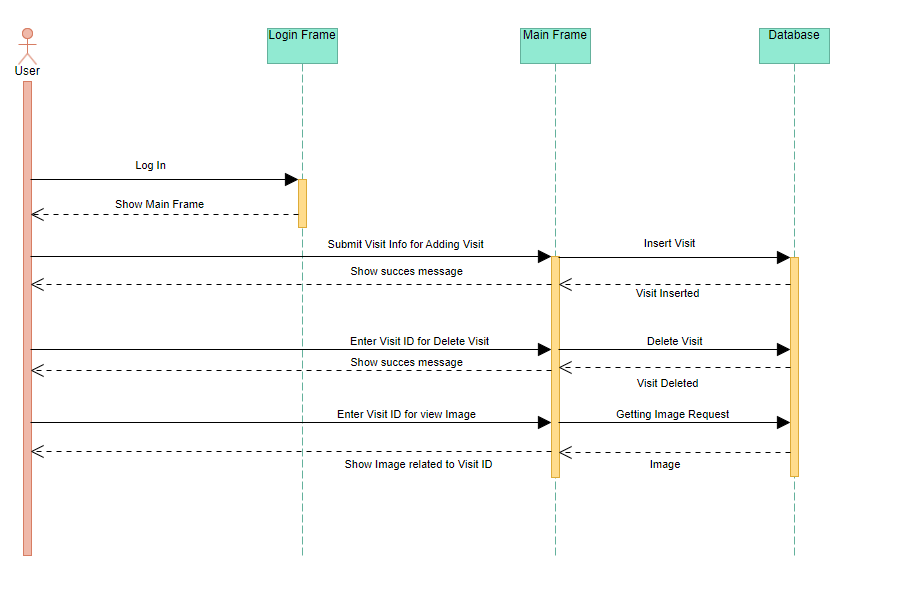 Login Frame
Main Frame
Database
User
Log In
Show Main Frame
Submit Visit Info for Adding Visit
Insert Visit
Show succes message
Visit Inserted
Enter Visit ID for Delete Visit
Delete Visit
Show succes message
Visit Deleted
Enter Visit ID for view Image
Getting Image Request
Show Image related to Visit ID
Image